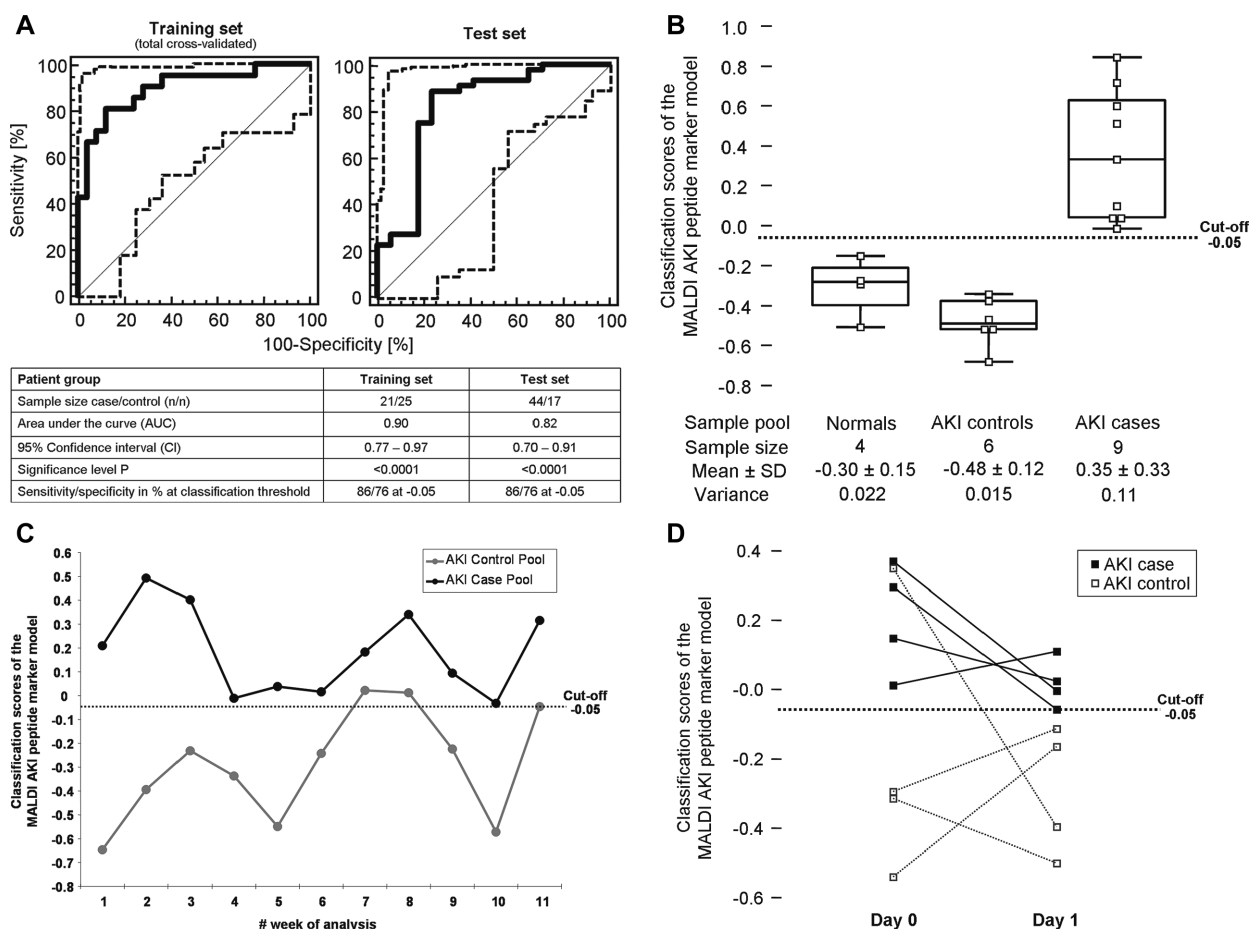 A
Training set
(total cross-validated)
Test set
Sensitivity [%]
100
80
60
40
20
0
0 20 40 60 80 100
100
80
60
40
20
0
0 20 40 60 80 100
100-Specificity [%]
Patient group Training set Test set
Sample size case/control (n/n) 21/25 44/17
Area under the curve (AUC) 0.90 0.82
95% Confidence interval (CI) 0.77 – 0.97 0.70 – 0.91
Significance level P <0.0001 <0.0001
Sensitivity/specificity in % at classification threshold 86/76 at -0.05 86/76 at -0.05
B
Classification scores of the
MALDI AKI peptide marker model
1.0
0.8
0.6
0.4
0.2
0.0
-0.2
-0.4
-0.6
-0.8
Cut-off
-0.05
Sample pool Normals AKI controls AKI cases
Sample size 4 6 9
Mean ± SD -0.30 ± 0.15 -0.48 ± 0.12 0.35 ± 0.33
Variance 0.022 0.015 0.11
C
Classification scores of the
MALDI AKI peptide marker model
0.6
0.5
0.4
0.3
0.2
0.1
0
-0.1
-0.2
-0.3
-0.4
-0.5
-0.6
-0.7
-0.8
AKI Control Pool
AKI Case Pool
Cut-off
-0.05
1 2 3 4 5 6 7 8 9 10 11
# week of analysis
D
Classification scores of the
MALDI AKI peptide marker model
0.4
0.2
-0.0
-0.2
-0.4
-0.6
AKI case
AKI control
Cut-off
-0.05
Day 0 Day 1